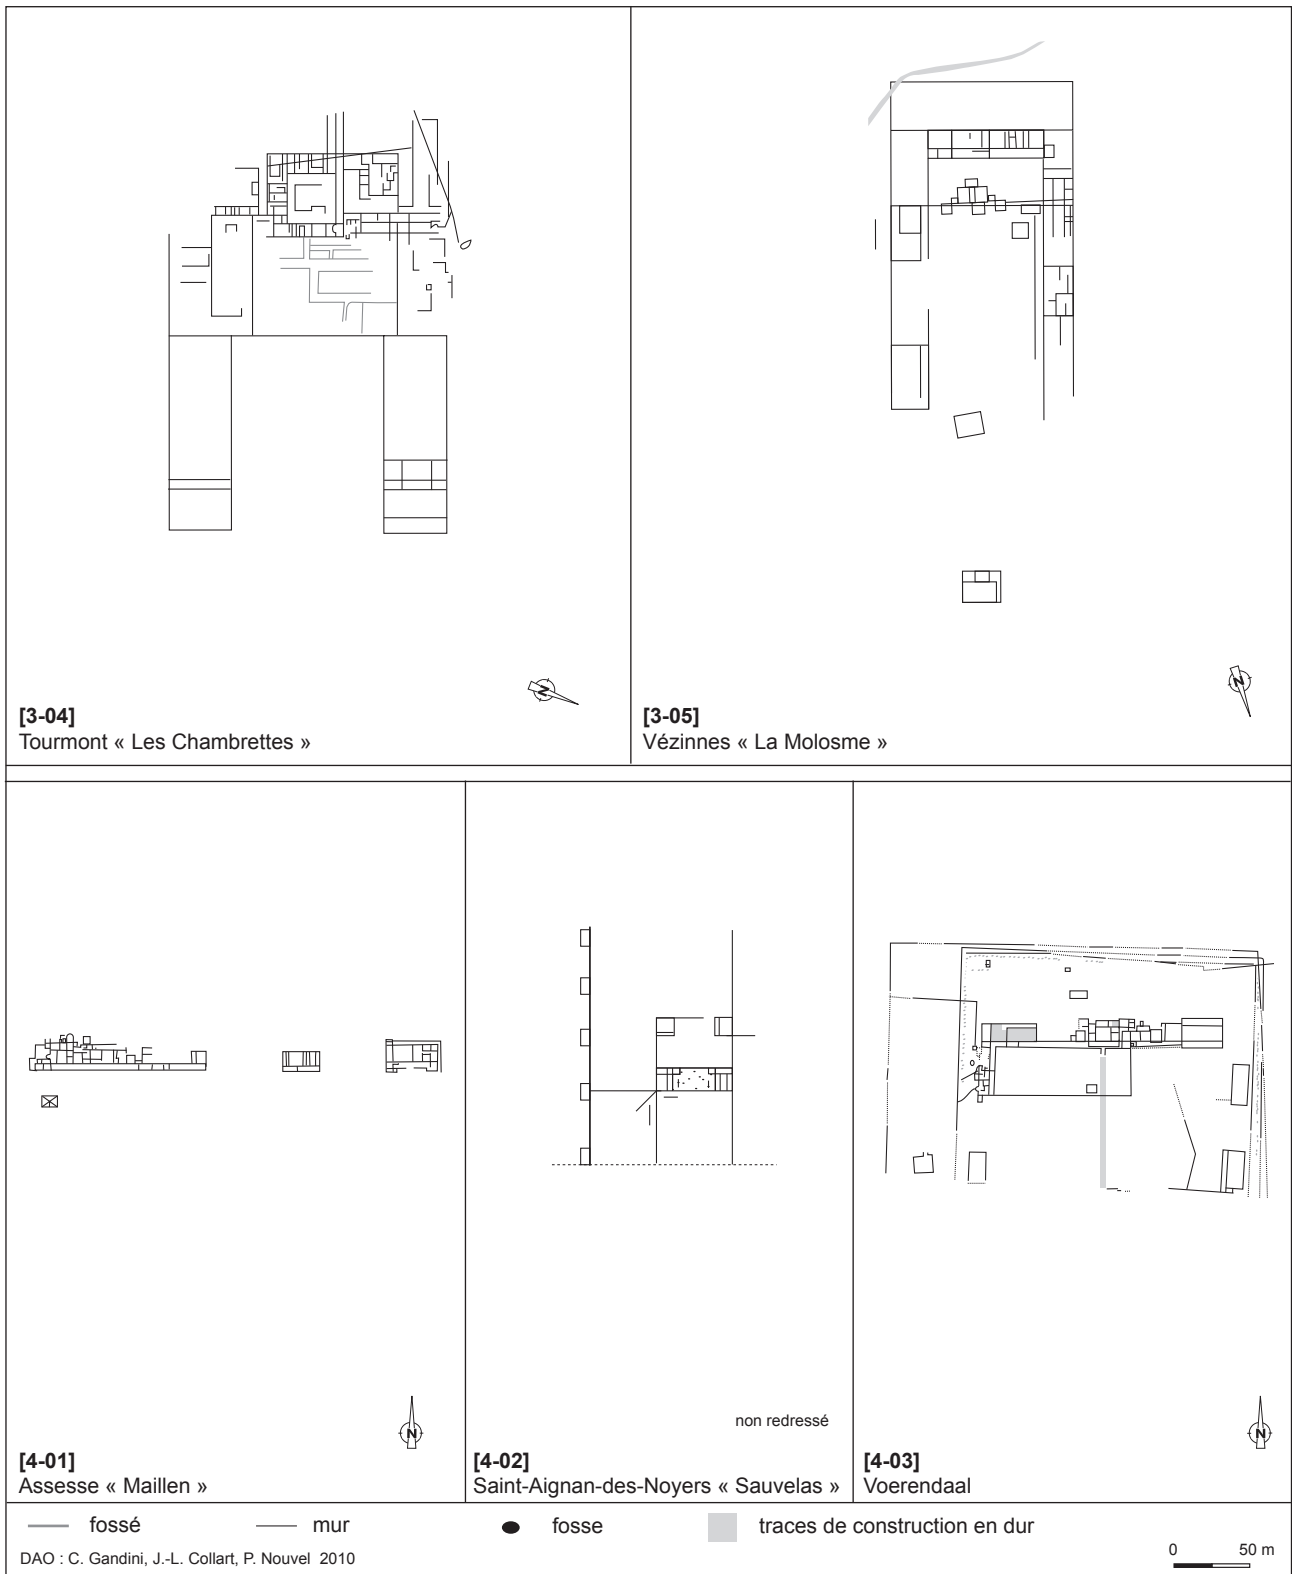 N
[3-04]
Tourmont « Les Chambrettes »
N
[3-05]
Vézinnes « La Molosme »
N
[4-01]
Assesse « Maillen »
non redressé
[4-02]
Saint-Aignan-des-Noyers « Sauvelas »
N
[4-03]
Voerendaal
fossé mur fosse traces de construction en dur
DAO : C. Gandini, J.-L. Collart, P. Nouvel 2010
0 50 m